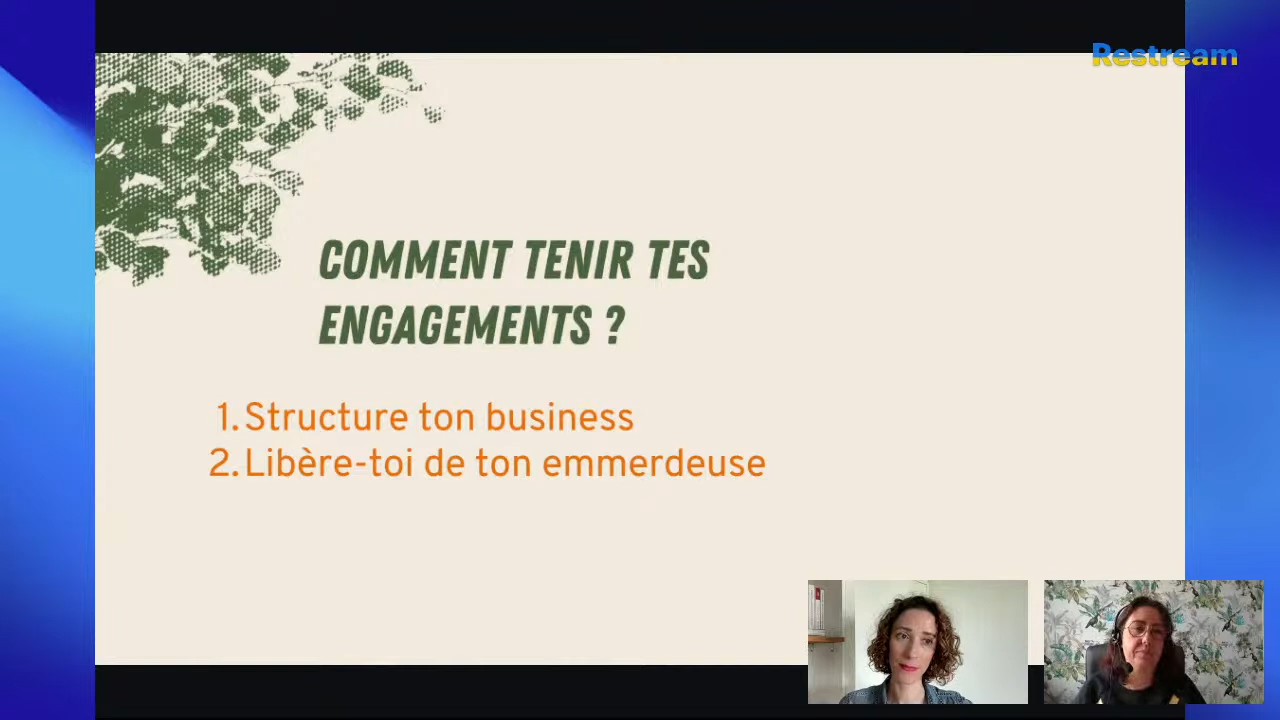 Restream
COMMENT TENIR TES
ENGAGEMENTS ?
1. Structure ton business
2. Libère-toi de ton emmerdeuse